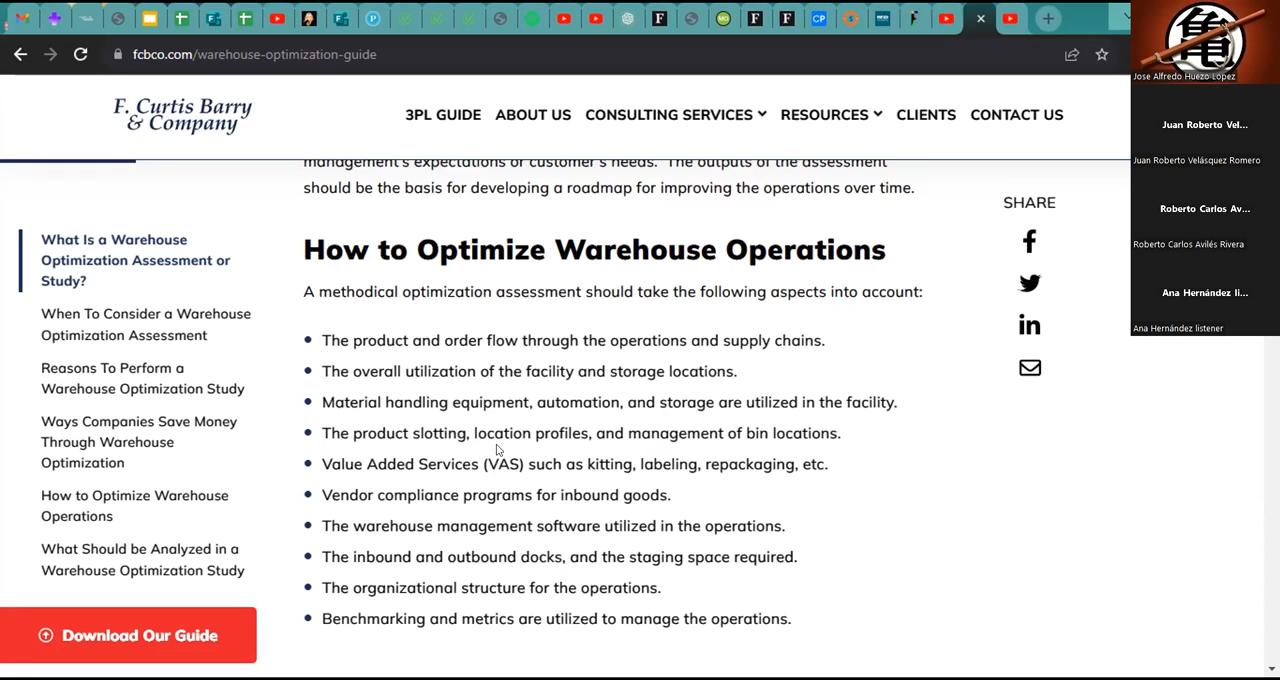 fcbco.com/warehouse-optimization-guide
F. Curtis Barry
& Company
3PL GUIDE ABOUT US CONSULTING SERVICES RESOURCES CLIENTS CONTACT US
management's expectations or customer's needs. The outputs of the assessment
should be the basis for developing a roadmap for improving the operations over time.
What Is a Warehouse
Optimization Assessment or
Study?
When To Consider a Warehouse
Optimization Assessment
Reasons To Perform a
Warehouse Optimization Study
Ways Companies Save Money
Through Warehouse
Optimization
How to Optimize Warehouse
Operations
What Should be Analyzed in a
Warehouse Optimization Study
Download Our Guide
How to Optimize Warehouse Operations
A methodical optimization assessment should take the following aspects into account:
The product and order flow through the operations and supply chains.
The overall utilization of the facility and storage locations.
Material handling equipment, automation, and storage are utilized in the facility.
The product slotting, location profiles, and management of bin locations.
Value Added Services (VAS) such as kitting, labeling, repackaging, etc.
Vendor compliance programs for inbound goods.
The warehouse management software utilized in the operations.
The inbound and outbound docks, and the staging space required.
The organizational structure for the operations.
Benchmarking and metrics are utilized to manage the operations.
SHARE
亀
Jose Alfredo Huezo Lopez
Juan Roberto Vel...
Juan Roberto Velásquez Romero
Roberto Carlos Av...
Roberto Carlos Avilés Rivera
Ana Hernández li...
Ana Hernández listener